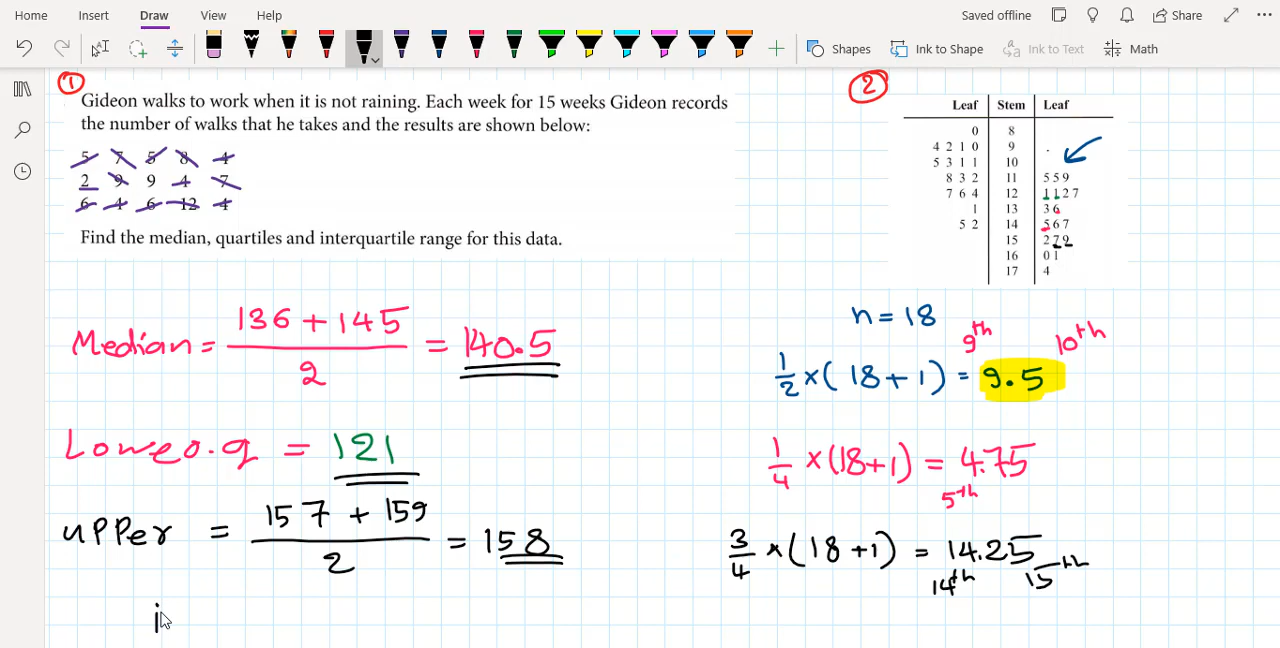 Home Insert Draw View Help Saved offline Share
Shapes Ink to Shape Ink to Text Math
1
Gideon walks to work when it is not raining. Each week for 15 weeks Gideon records
the number of walks that he takes and the results are shown below:
5 7 5 8 4
2 9 9 4 7
6 4 6 12 4
Find the median, quartiles and interquartile range for this data.
2
Leaf Stem Leaf
0 8
4 2 1 0 9
5 3 1 1 10
8 3 2 11 5 5 9
7 6 4 12 1 1 2 7
1 13 3 6
5 2 14 5 6 7
15 2 7 9
16 0 1
17 4
Median = 136 + 145 / 2 = 140.5
Lower.q = 121
upper = 157 + 159 / 2 = 158
i
n = 18
9th 10th
1/2 x ( 18 + 1 ) = 9.5
1/4 x (18+1) = 4.75
5th
3/4 x ( 18 +1 ) = 14.25
14th 15th